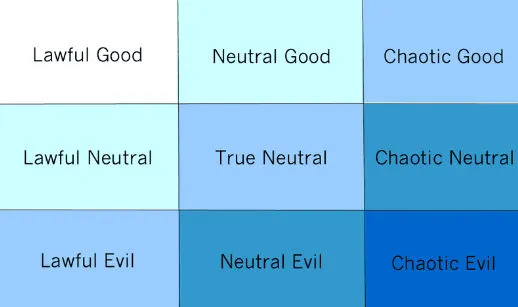 Lawful Good
Neutral Good
Chaotic Good
Lawful Neutral
True Neutral
Chaotic Neutral
Lawful Evil
Neutral Evil
Chaotic Evil